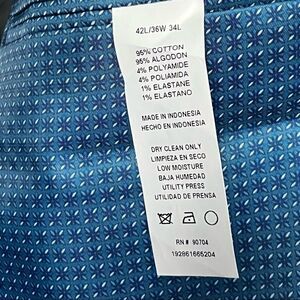 42L/36W 34L
95% COTTON
95% ALGODON
4% POLYAMIDE
4% POLIAMIDA
1% ELASTANE
1% ELASTANO
MADE IN INDONESIA
HECHO EN INDONESIA
DRY CLEAN ONLY
LIMPIEZA EN SECO
LOW MOISTURE
BAJA HUMEDAD
UTILITY PRESS
UTILIDAD DE PRENSA
RN # 90704
192861665204